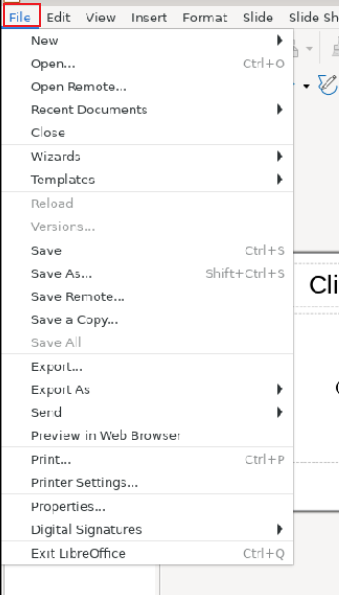 File Edit View Insert Format Slide Slide Sh
New
Open... Ctrl+O
Open Remote...
Recent Documents
Close
Wizards
Templates
Reload
Versions...
Save Ctrl+S
Save As... Shift+Ctrl+S
Save Remote...
Save a Copy...
Save All
Export...
Export As
Send
Preview in Web Browser
Print... Ctrl+P
Printer Settings...
Properties...
Digital Signatures
Exit LibreOffice Ctrl+Q
Cli